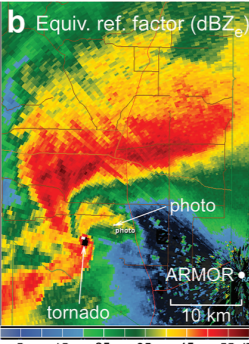 b Equiv. ref. factor (dBZe)
photo
photo
ARMOR
tornado
10 km